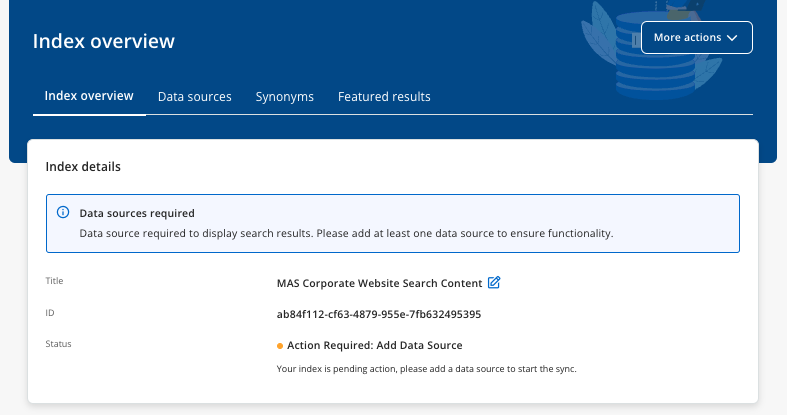 Index overview
More actions
Index overview
Data sources
Synonyms
Featured results
Index details
Data sources required
Data source required to display search results. Please add at least one data source to ensure functionality.
Title
MAS Corporate Website Search Content
ID
ab84f112-cf63-4879-955e-7fb632495395
Status
Action Required: Add Data Source
Your index is pending action, please add a data source to start the sync.